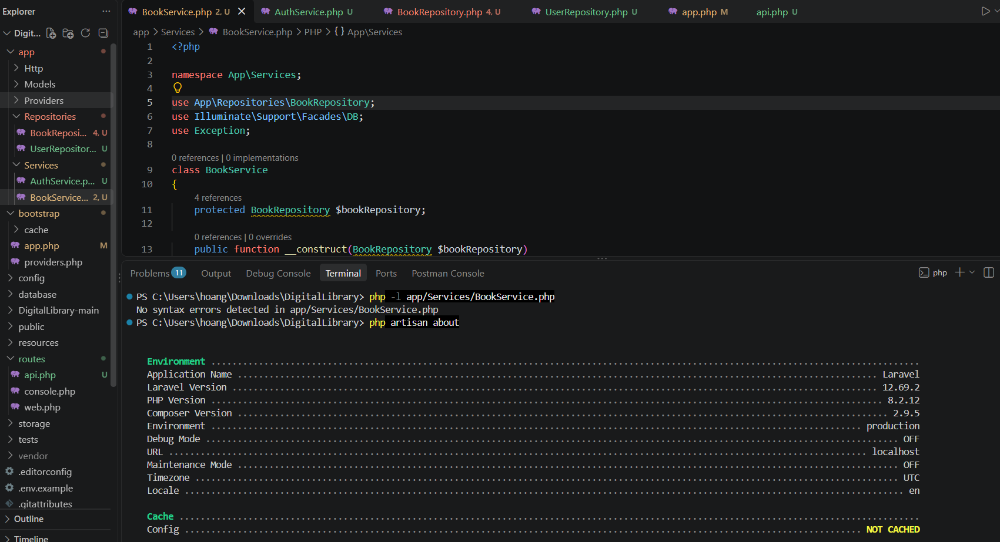 Explorer ···
Digit...
app
Http
Models
Providers
Repositories
BookReposi... 4, U
UserRepositor... U
Services
AuthService.p... U
BookService... 2, U
bootstrap
cache
app.php M
providers.php
config
database
DigitalLibrary-main
public
resources
routes
api.php U
console.php
web.php
storage
tests
vendor
.editorconfig
.env.example
.gitattributes
Outline
Timeline
BookService.php 2, U
AuthService.php U
BookRepository.php 4, U
UserRepository.php U
app.php M
api.php U
app > Services > BookService.php > PHP > {} App\Services
1 <?php
2
3 namespace App\Services;
4
5 use App\Repositories\BookRepository;
6 use Illuminate\Support\Facades\DB;
7 use Exception;
8
0 references | 0 implementations
9 class BookService
10 {
4 references
11 protected BookRepository $bookRepository;
12
0 references | 0 overrides
13 public function __construct(BookRepository $bookRepository)
Problems 11 Output Debug Console Terminal Ports Postman Console
php
PS C:\Users\hoang\Downloads\DigitalLibrary> php -l app/Services/BookService.php
No syntax errors detected in app/Services/BookService.php
PS C:\Users\hoang\Downloads\DigitalLibrary> php artisan about
Environment
Application Name Laravel
Laravel Version 12.69.2
PHP Version 8.2.12
Composer Version 2.9.5
Environment production
Debug Mode OFF
URL localhost
Maintenance Mode OFF
Timezone UTC
Locale en
Cache
Config NOT CACHED